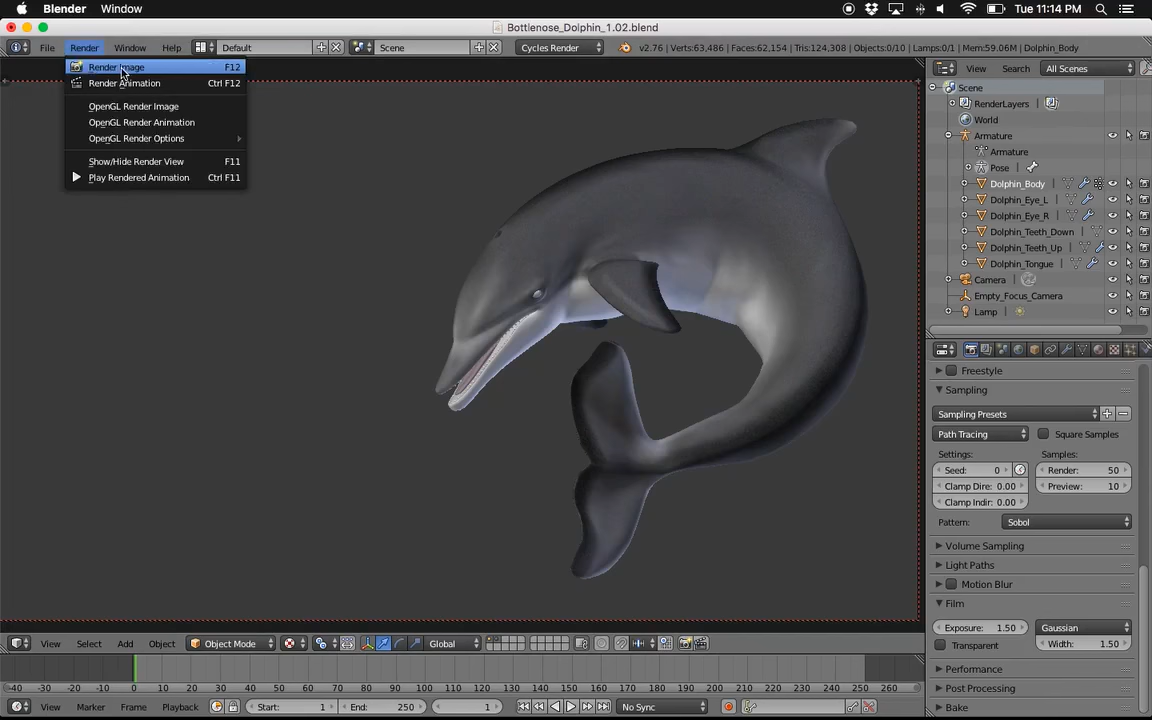 Blender Window Tue 11:14 PM
Bottlenose_Dolphin_1.02.blend
File Render Window Help Default Scene Cycles Render v2.76 | Verts:63,486 | Faces:62,154 | Tris:124,308 | Objects:0/10 | Lamps:0/1 | Mem:59.06M | Dolphin_Body
Render Image F12
Render Animation Ctrl F12
OpenGL Render Image
OpenGL Render Animation
OpenGL Render Options
Show/Hide Render View F11
Play Rendered Animation Ctrl F11
View Search All Scenes
Scene
RenderLayers
World
Armature
Armature
Pose
Dolphin_Body
Dolphin_Eye_L
Dolphin_Eye_R
Dolphin_Teeth_Down
Dolphin_Teeth_Up
Dolphin_Tongue
Camera
Empty_Focus_Camera
Lamp
Freestyle
Sampling
Sampling Presets
Path Tracing Square Samples
Settings: Samples:
Seed: 0 Render: 50
Clamp Dire: 0.00 Preview: 10
Clamp Indir: 0.00
Pattern: Sobol
Volume Sampling
Light Paths
Motion Blur
Film
Exposure: 1.50 Gaussian
Transparent Width: 1.50
Performance
Post Processing
Bake
View Select Add Object Object Mode Global
-40 -30 -20 -10 0 10 20 30 40 50 60 70 80 90 100 110 120 130 140 150 160 170 180 190 200 210 220 230 240 250 260
View Marker Frame Playback Start: 1 End: 250 1 No Sync